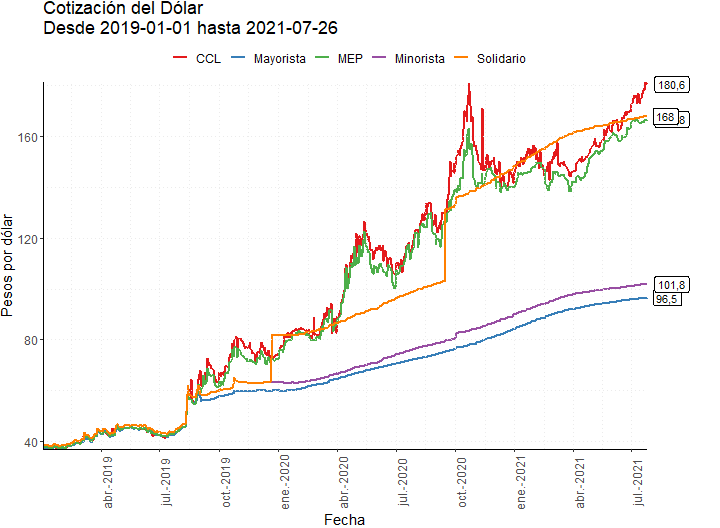 Cotización del Dólar
Desde 2019-01-01 hasta 2021-07-26
CCL Mayorista MEP Minorista Solidario
Pesos por dólar
160
120
80
40
180,6
168
8
101,8
96,5
abr.-2019
jul.-2019
oct.-2019
ene.-2020
abr.-2020
jul.-2020
oct.-2020
ene.-2021
abr.-2021
jul.-2021
Fecha